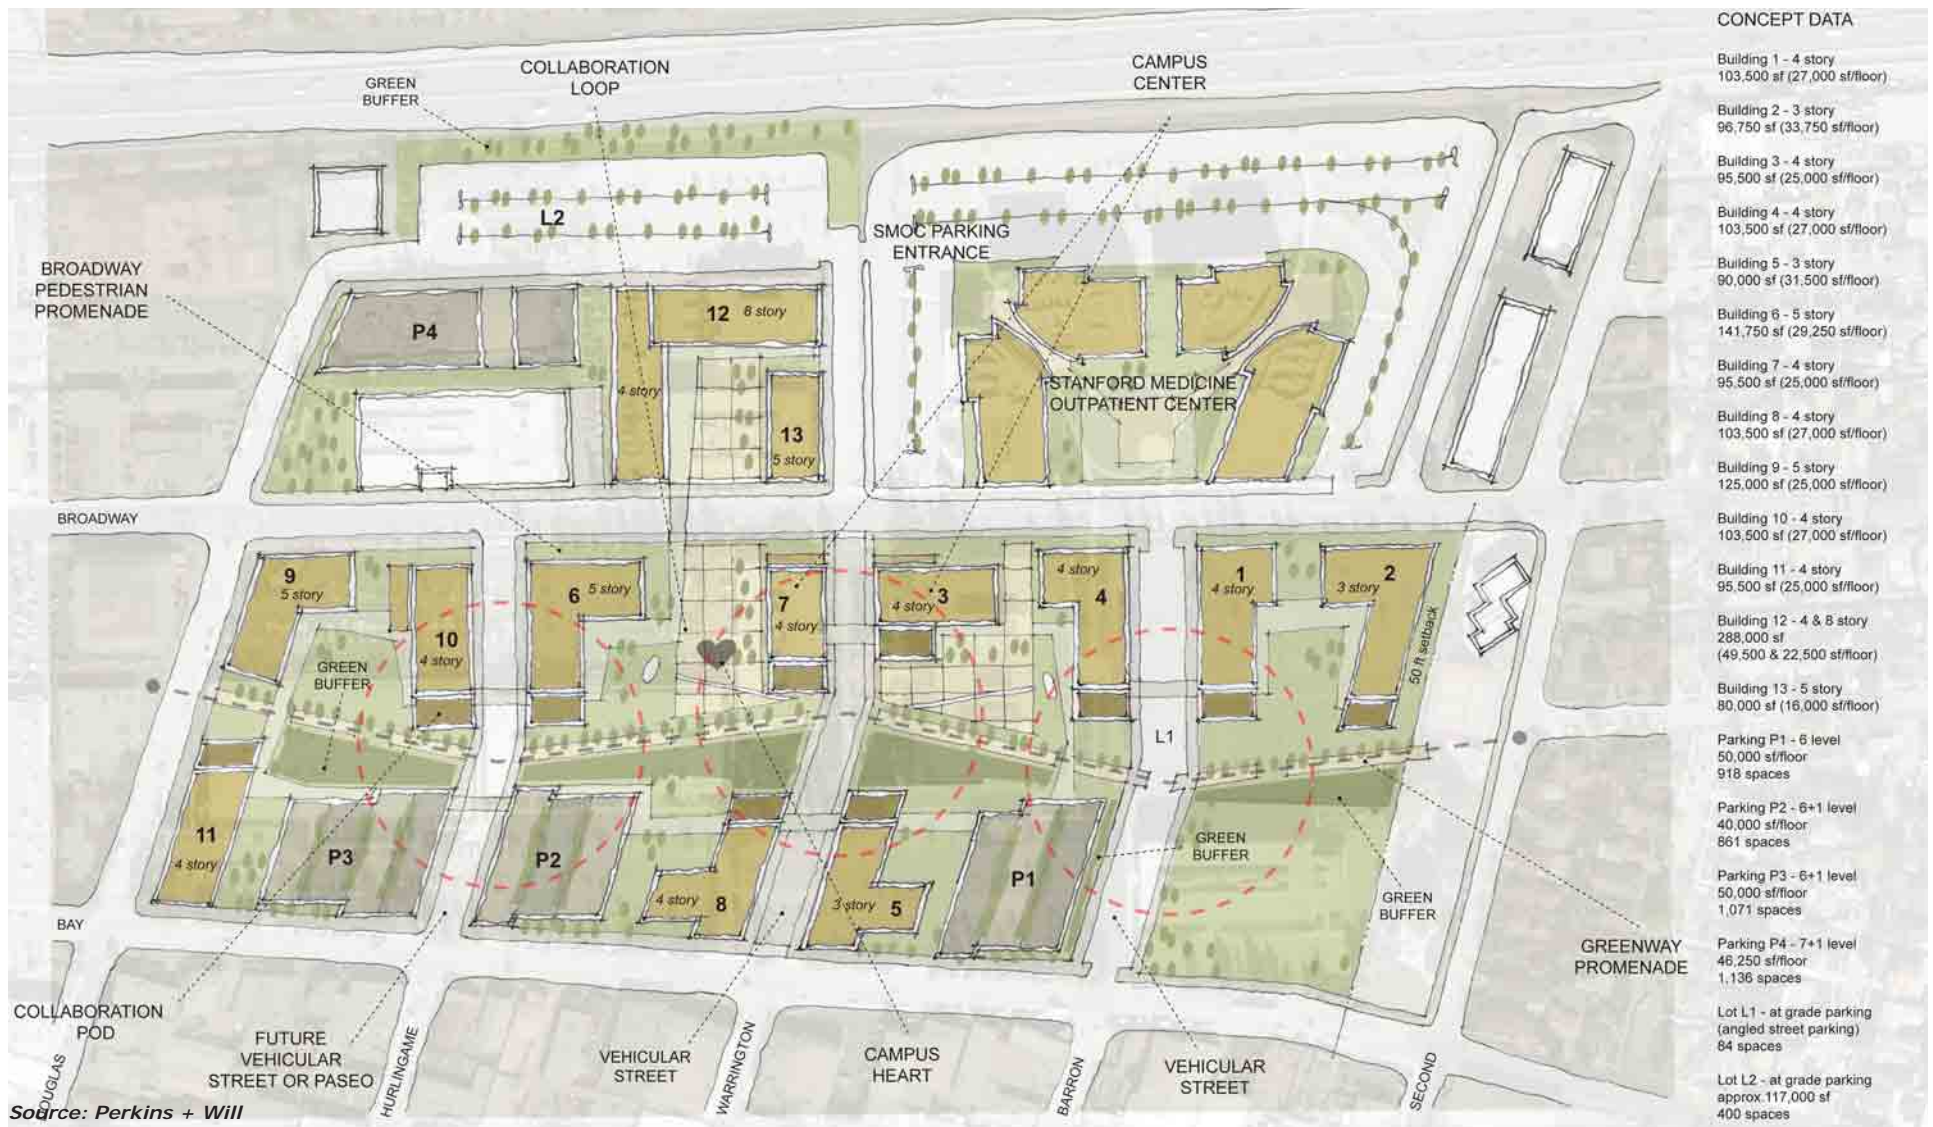 CONCEPT DATA
Building 1 - 4 story
103,500 sf (27,000 sf/floor)
Building 2 - 3 story
96,750 sf (33,750 sf/floor)
Building 3 - 4 story
95,500 sf (25,000 sf/floor)
Building 4 - 4 story
103,500 sf (27,000 sf/floor)
Building 5 - 3 story
90,000 sf (31,500 sf/floor)
Building 6 - 5 story
141,750 sf (29,250 sf/floor)
Building 7 - 4 story
95,500 sf (25,000 sf/floor)
Building 8 - 4 story
103,500 sf (27,000 sf/floor)
Building 9 - 5 story
125,000 sf (25,000 sf/floor)
Building 10 - 4 story
103,500 sf (27,000 sf/floor)
Building 11 - 4 story
95,500 sf (25,000 sf/floor)
Building 12 - 4 & 8 story
288,000 sf
(49,500 & 22,500 sf/floor)
Building 13 - 5 story
80,000 sf (16,000 sf/floor)
Parking P1 - 6 level
50,000 sf/floor
918 spaces
Parking P2 - 6+1 level
40,000 sf/floor
861 spaces
Parking P3 - 6+1 level
50,000 sf/floor
1,071 spaces
Parking P4 - 7+1 level
46,250 sf/floor
1,136 spaces
Lot L1 - at grade parking
(angled street parking)
84 spaces
Lot L2 - at grade parking
approx.117,000 sf
400 spaces
COLLABORATION
LOOP
CAMPUS
CENTER
GREEN
BUFFER
L2
SMOC PARKING
ENTRANCE
BROADWAY
PEDESTRIAN
PROMENADE
P4
12 8 story
4 story
STANFORD MEDICINE
OUTPATIENT CENTER
13
5 story
BROADWAY
9
5 story
10
4 story
6 5 story
7
4 story
3
4 story
4 story
4
1
4 story
2
3 story
50 ft setback
GREEN
BUFFER
L1
11
4 story
P3
P2
4 story 8
3 story 5
P1
GREEN
BUFFER
GREEN
BUFFER
BAY
GREENWAY
PROMENADE
COLLABORATION
POD
FUTURE
VEHICULAR
STREET OR PASEO
VEHICULAR
STREET
CAMPUS
HEART
VEHICULAR
STREET
DOUGLAS
HURLINGAME
WARRINGTON
BARRON
SECOND
Source: Perkins + Will